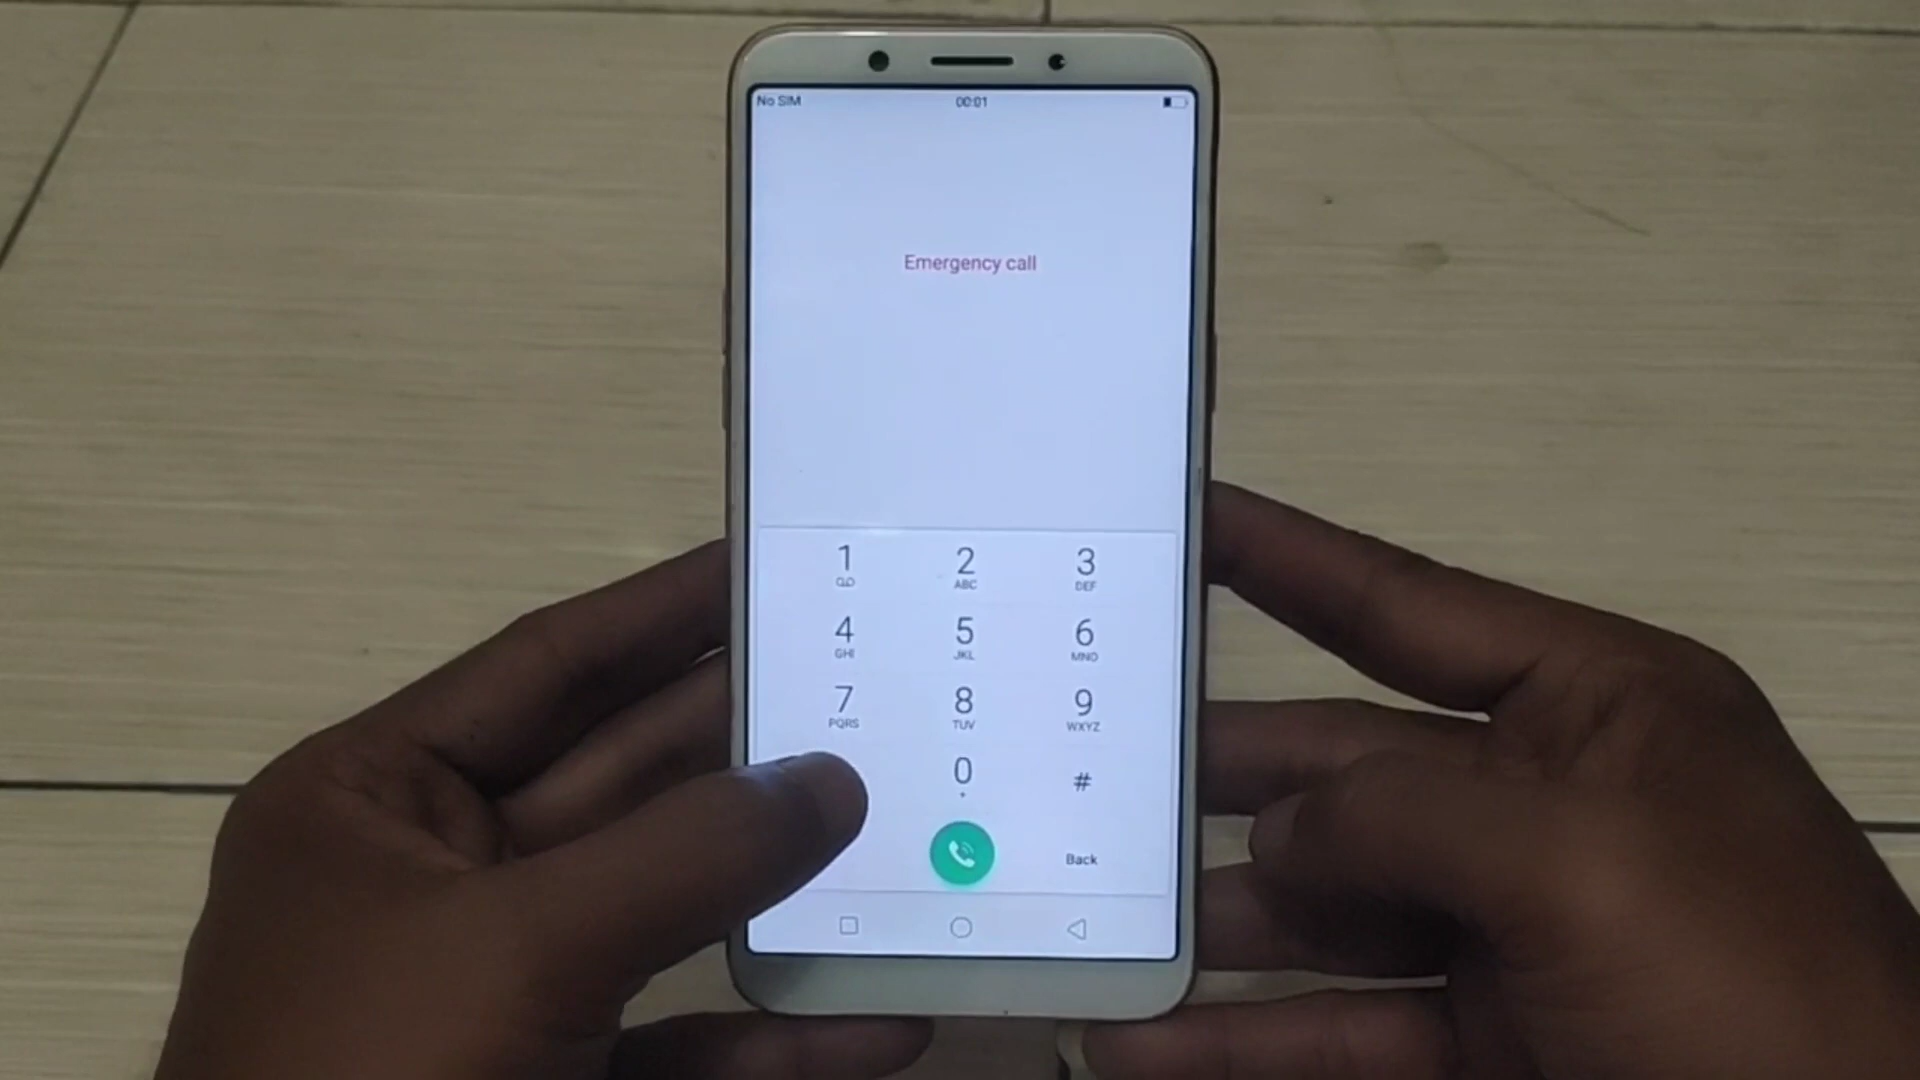 No SIM 00:01
Emergency call
1 2 3
ABC DEF
4 5 6
GHI JKL MNO
7 8 9
PQRS TUV WXYZ
0 #
+
Back